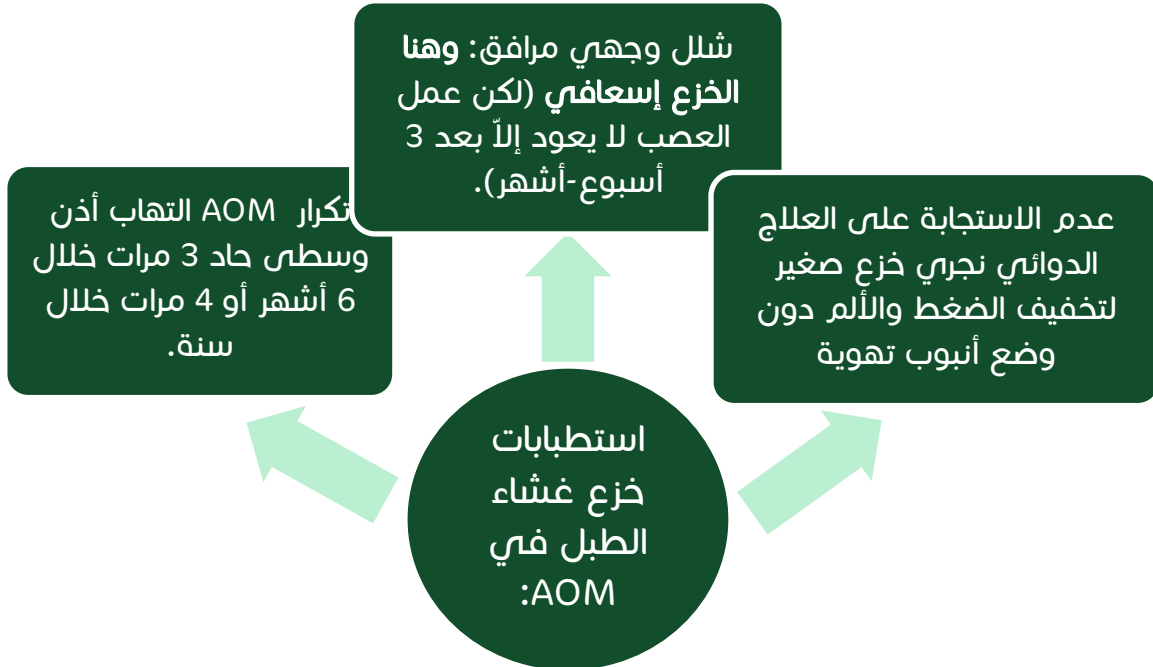 شلل وجهي مرافق: وهنا
الخزع إسعافي (لكن عمل
العصب لا يعود إلاّ بعد 3
أسبوع-أشهر).
عدم الاستجابة على العلاج
الدوائي نجري خزع صغير
لتخفيف الضغط والألم دون
وضع أنبوب تهوية
تكرار AOM التهاب أذن
وسطى حاد 3 مرات خلال
6 أشهر أو 4 مرات خلال
سنة.
استطبابات
خزع غشاء
الطبل في
AOM: